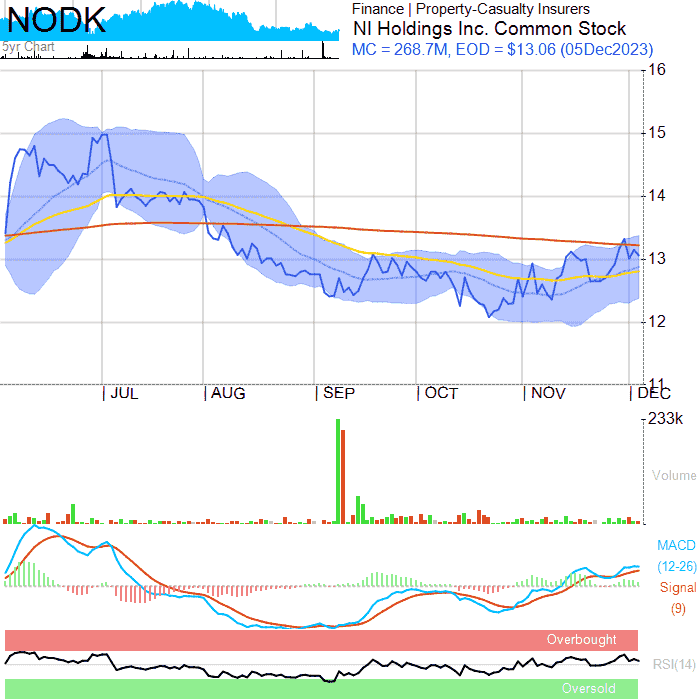 NODK
Finance | Property-Casualty Insurers
NI Holdings Inc. Common Stock
5yr Chart
MC = 268.7M, EOD = $13.06 (05Dec2023)
16
15
14
13
12
11
| JUL | AUG | SEP | OCT | NOV | DEC
233k
Volume
MACD
(12-26)
Signal
(9)
Overbought
RSI(14)
Oversold